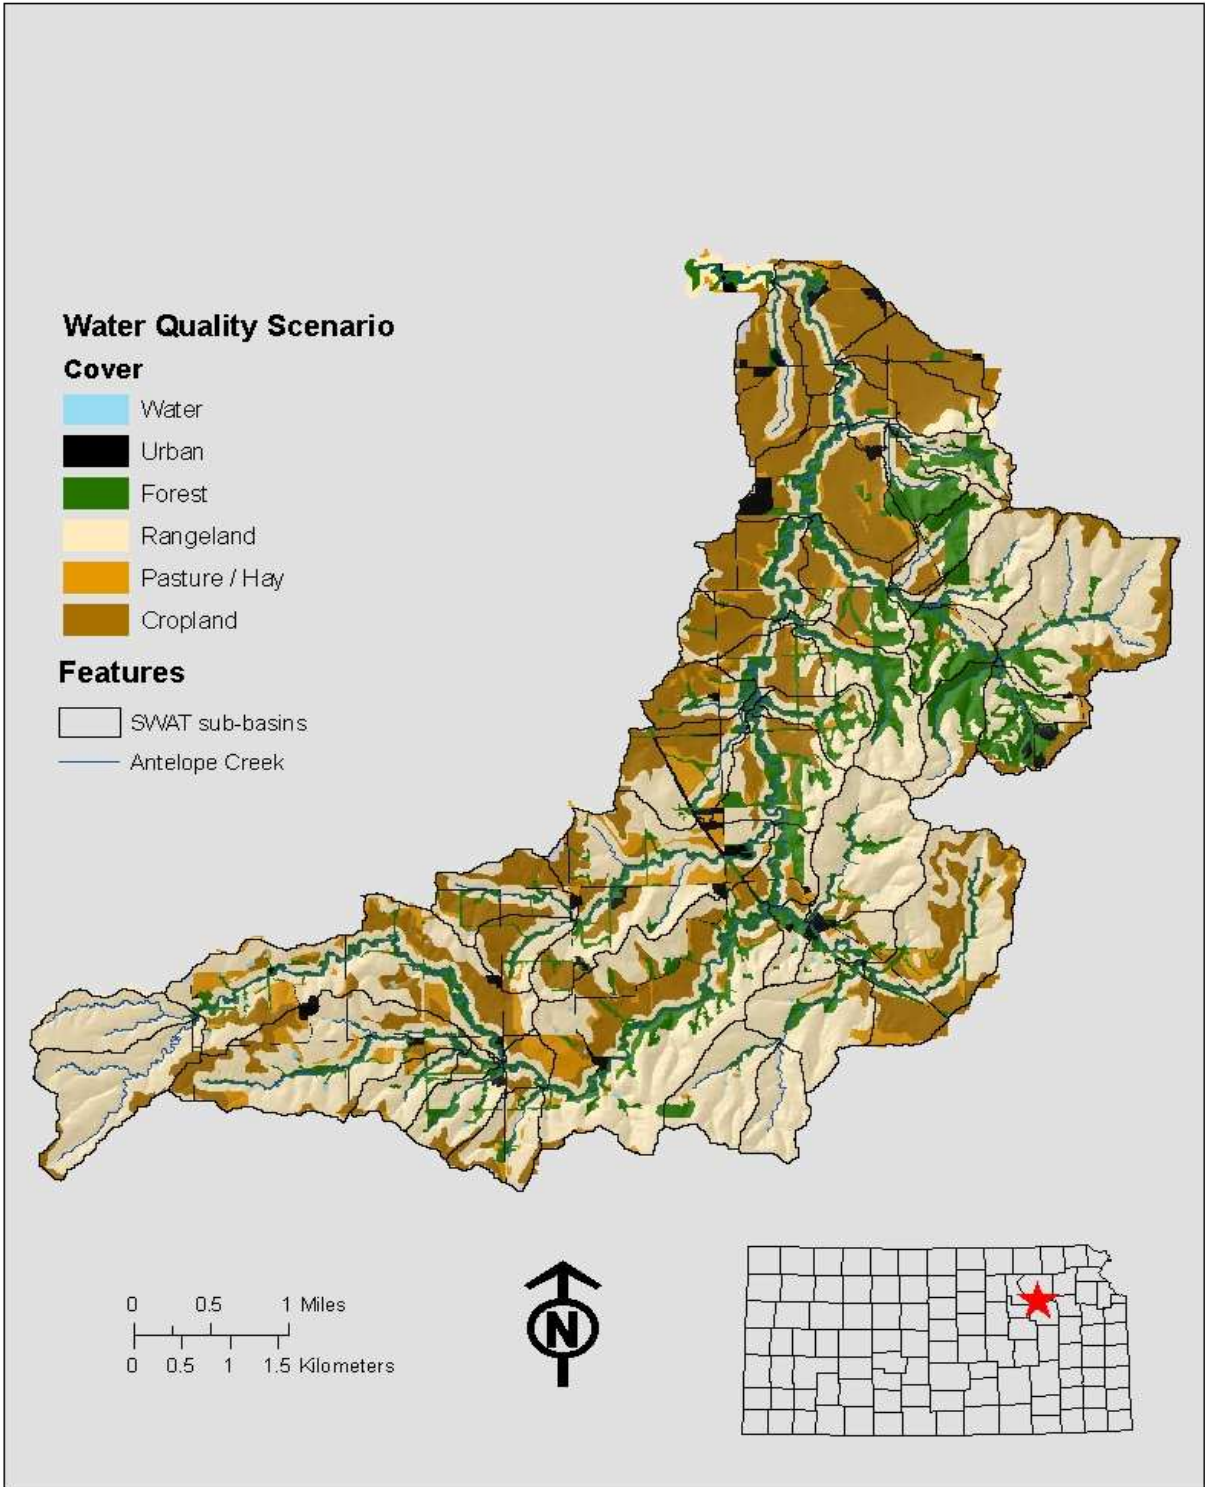 Water Quality Scenario
Cover
Water
Urban
Forest
Rangeland
Pasture / Hay
Cropland
Features
SWAT sub-basins
Antelope Creek
0 0.5 1 Miles
0 0.5 1 1.5 Kilometers
N